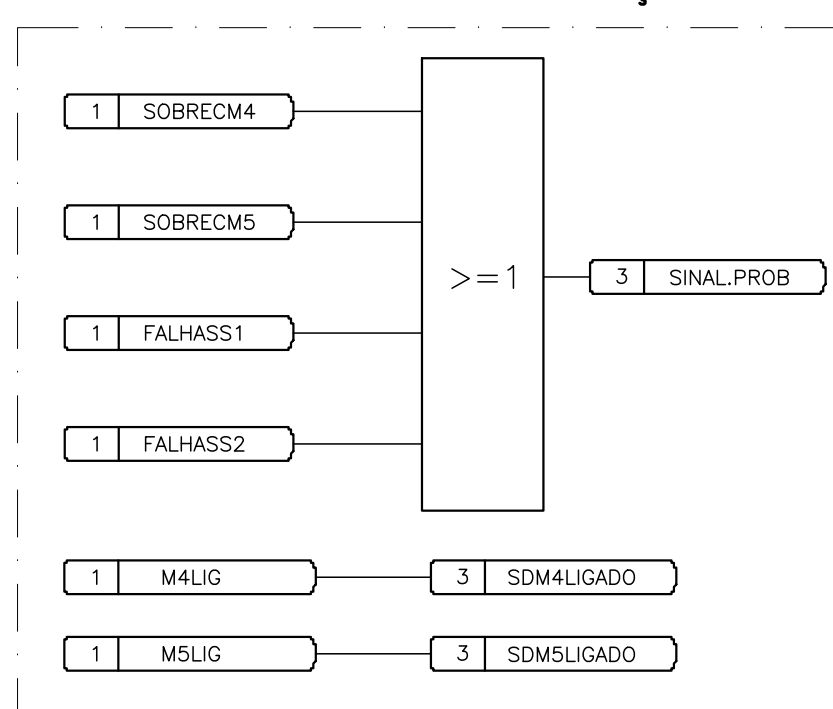 1 SOBRECM4
1 SOBRECM5
>=1
3 SINAL.PROB
1 FALHASS1
1 FALHASS2
1 M4LIG 3 SDM4LIGADO
1 M5LIG 3 SDM5LIGADO